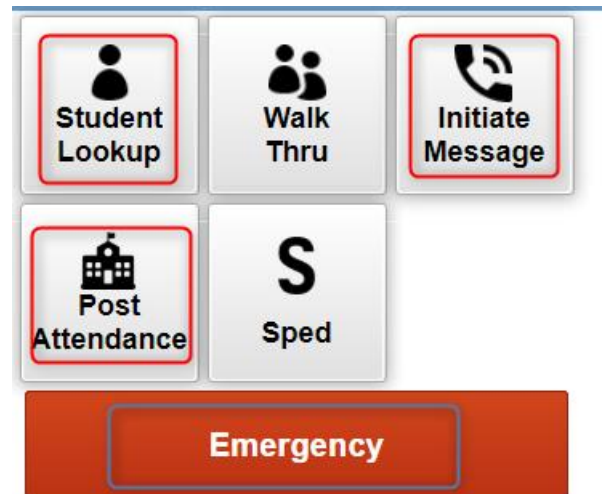 Student
Lookup
Walk
Thru
Initiate
Message
Post
Attendance
S
Sped
Emergency